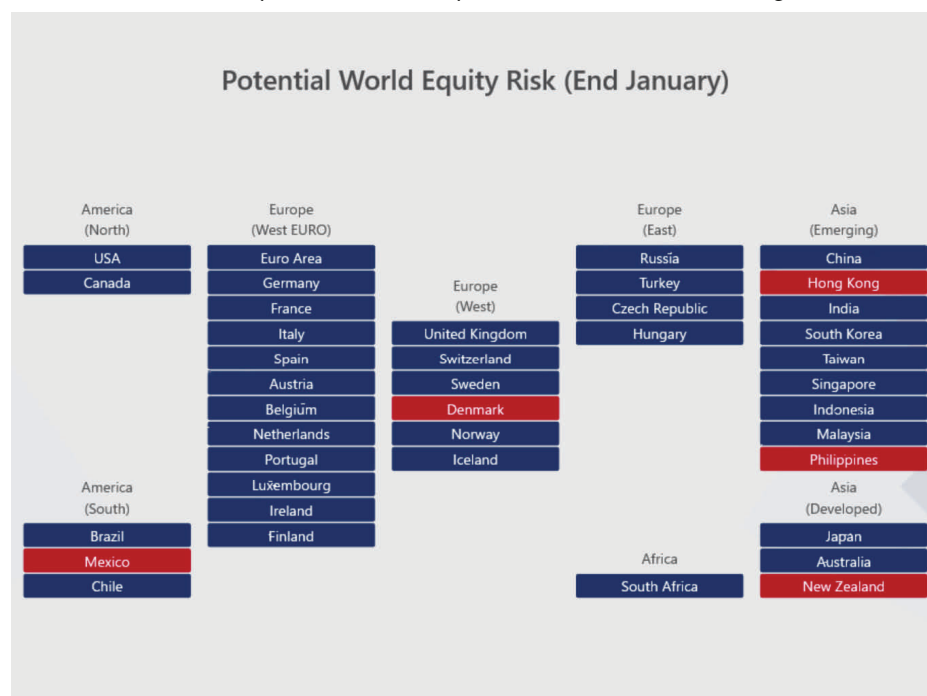 Potential World Equity Risk (End January)
America
(North)
USA
Canada
America
(South)
Brazil
Mexico
Chile
Europe
(West EURO)
Euro Area
Germany
France
Italy
Spain
Austria
Belgium
Netherlands
Portugal
Luxembourg
Ireland
Finland
Europe
(West)
United Kingdom
Switzerland
Sweden
Denmark
Norway
Iceland
Europe
(East)
Russia
Turkey
Czech Republic
Hungary
Africa
South Africa
Asia
(Emerging)
China
Hong Kong
India
South Korea
Taiwan
Singapore
Indonesia
Malaysia
Philippines
Asia
(Developed)
Japan
Australia
New Zealand